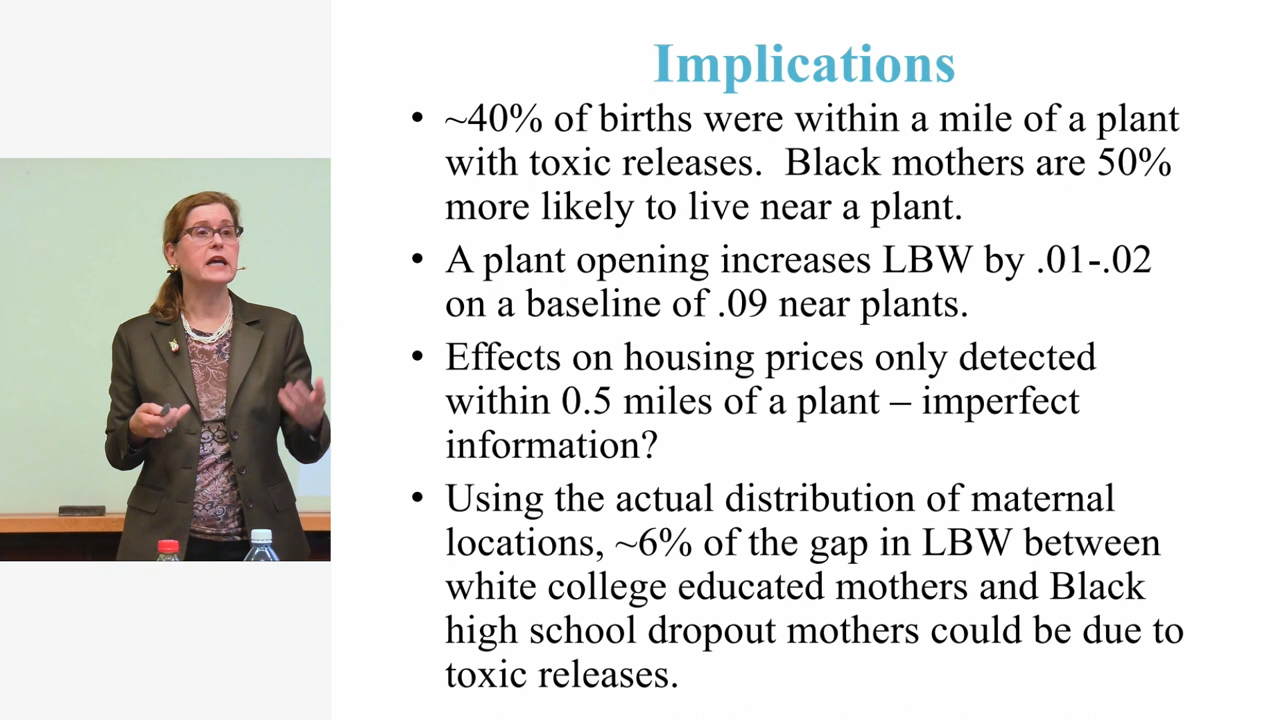 Implications
• ~40% of births were within a mile of a plant
with toxic releases.  Black mothers are 50%
more likely to live near a plant.
• A plant opening increases LBW by .01-.02
on a baseline of .09 near plants.
• Effects on housing prices only detected
within 0.5 miles of a plant – imperfect
information?
• Using the actual distribution of maternal
locations, ~6% of the gap in LBW between
white college educated mothers and Black
high school dropout mothers could be due to
toxic releases.